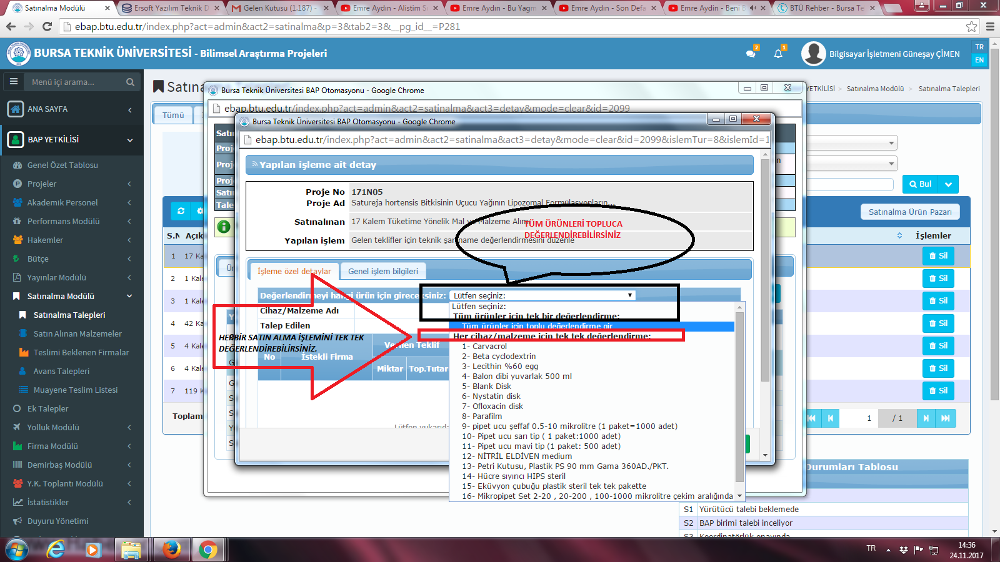 Satınalma Modülü
Ersoft Yazılım Teknik D
Gelen Kutusu (1.187) -
Emre Aydın - Alistim Su
Emre Aydın - Bu Yagm
Emre Aydın - Son Defa
Emre Aydin - Beni B
BTÜ Rehber - Bursa Te
ebap.btu.edu.tr/index.php?act=admin&act2=satinalma&p=3&tab2=3&__pg_id__=P281
BURSA TEKNİK ÜNİVERSİTESİ - Bilimsel Araştırma Projeleri
2
1
Bilgisayar İşletmeni Güneşay ÇİMEN
TR
EN
Menü içi arama...
ANA SAYFA
BAP YETKİLİSİ
Genel Özet Tablosu
Projeler
Akademik Personel
Performans Modülü
Hakemler
Bütçe
Yayınlar Modülü
Satınalma Modülü
Satınalma Talepleri
Satın Alınan Malzemeler
Teslimi Beklenen Firmalar
Avans Talepleri
Muayene Teslim Listesi
Ek Talepler
Yolluk Modülü
Firma Modülü
Demirbaş Modülü
Y.K. Toplantı Modülü
İstatistikler
Duyuru Yönetimi
Satına
YETKİLİSİ > Satınalma Modülü > Satınalma Talepleri
Tümü
Bul
Satınalma Ürün Pazarı
S.N Açık
İşlemler
1 17 Ka
Sil
2 1 Kale
Sil
3 1 Kale
Sil
4 42 Ka
Sil
5 4 Kale
Sil
6 4 Kale
Sil
7 119 K
Sil
Toplam
1 / 1
Durumları Tablosu
S1 Yürütücü talebi beklemede
S2 BAP birimi talebi inceliyor
S3 Koordinatörlük onayında
Bursa Teknik Üniversitesi BAP Otomasyonu - Google Chrome
ebap.btu.edu.tr/index.php?act=admin&act2=satinalma&act3=detay&mode=clear&id=2099
Satın
Proje
Proje
Proje
Satın
Tale
Ür
Bursa Teknik Üniversitesi BAP Otomasyonu - Google Chrome
ebap.btu.edu.tr/index.php?act=admin&act2=satinalma&act3=detay&mode=clear&id=2099&islemTur=8&islemId=1
Yapılan işleme ait detay
Proje No 171N05
Proje Ad Satureja hortensis Bitkisinin Uçucu Yağının Lipozomal Formülasyonların...
Satınalınan 17 Kalem Tüketime Yönelik Mal ve Malzeme Alımı
Yapılan işlem Gelen teklifler için teknik şartname değerlendirmesini düzenle
TÜM ÜRÜNLERİ TOPLUCA
DEĞERLENDİREBİLİRSİNİZ
İşleme özel detaylar
Genel işlem bilgileri
Değerlendirmeyi hangi ürün için gireceksiniz: Lütfen seçiniz:
Cihaz/Malzeme Adı
Talep Edilen
HERBİR SATIN ALMA İŞLEMİNİ TEK TEK
DEĞERLENDİREBİLİRSİNİZ.
No
İstekli Firma
Verilen Teklif
Miktar
Top.Tutar
Lütfen yukarıda
Lütfen seçiniz:
Tüm ürünler için tek bir değerlendirme:
Tüm ürünler için toplu değerlendirme gir
Her cihaz/malzeme için tek tek değerlendirme:
1- Carvacrol
2- Beta cyclodextrin
3- Lecithin %60 egg
4- Balon dibi yuvarlak 500 ml
5- Blank Disk
6- Nystatin disk
7- Ofloxacin disk
8- Parafilm
9- pipet ucu şeffaf 0.5-10 mikrolitre (1 paket=1000 adet)
10- Pipet ucu sarı tip ( 1 paket:1000 adet)
11- Pipet ucu mavi tip (1 paket: 500 adet)
12- NİTRİL ELDİVEN medium
13- Petri Kutusu, Plastik PS 90 mm Gama 360AD./PKT.
14- Hücre sıyırıcı HIPS steril
15- Eküvyon çubuğu plastik steril tek tek pakette
16- Mikropipet Set 2-20 , 20-200 , 100-1000 mikrolitre çekim aralığında
TR
14:36
24.11.2017